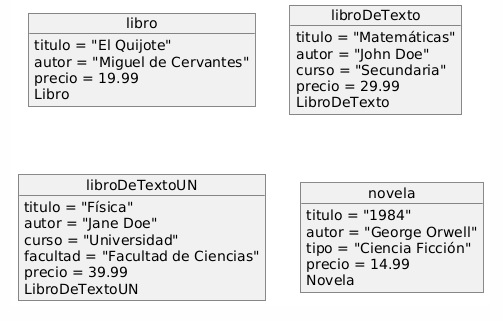 libro
titulo = "El Quijote"
autor = "Miguel de Cervantes"
precio = 19.99
Libro
libroDeTexto
titulo = "Matemáticas"
autor = "John Doe"
curso = "Secundaria"
precio = 29.99
LibroDeTexto
libroDeTextoUN
titulo = "Física"
autor = "Jane Doe"
curso = "Universidad"
facultad = "Facultad de Ciencias"
precio = 39.99
LibroDeTextoUN
novela
titulo = "1984"
autor = "George Orwell"
tipo = "Ciencia Ficción"
precio = 14.99
Novela